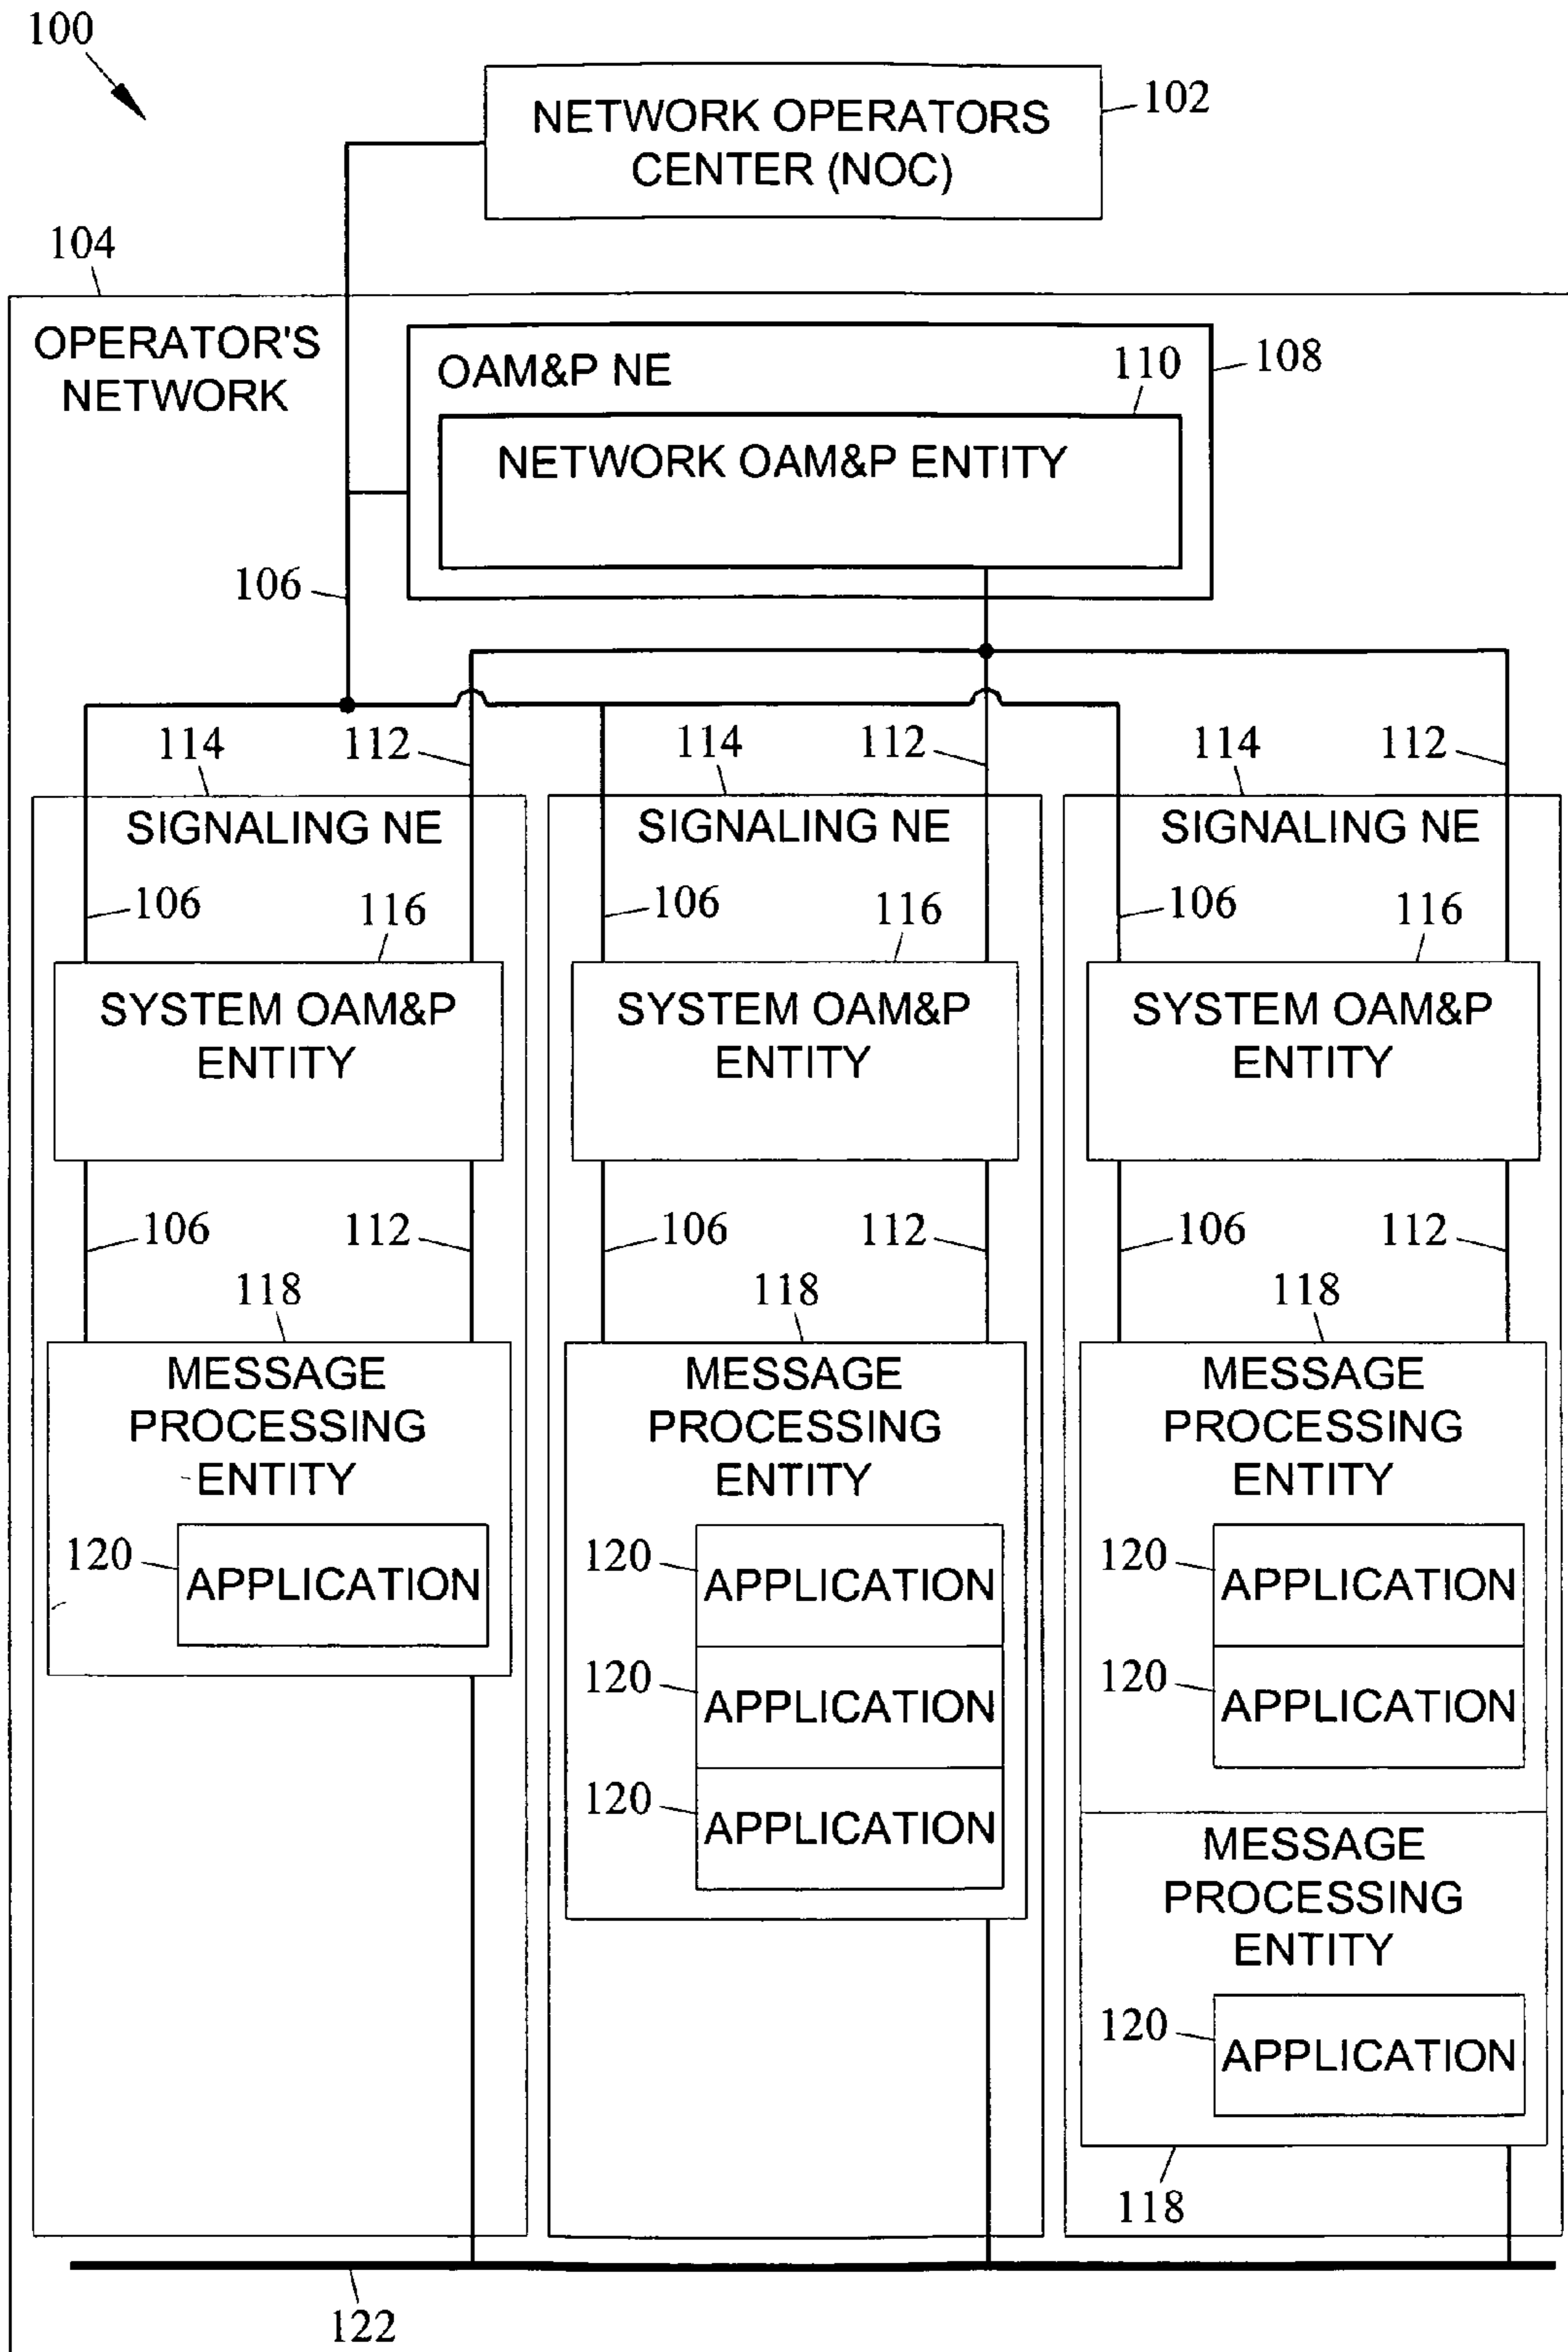 100
NETWORK OPERATORS
CENTER (NOC)
102
104
OPERATOR'S
NETWORK
OAM&P NE
110
108
NETWORK OAM&P ENTITY
106
114
112
114
112
114
112
SIGNALING NE
SIGNALING NE
SIGNALING NE
106
116
106
116
106
116
SYSTEM OAM&P
ENTITY
SYSTEM OAM&P
ENTITY
SYSTEM OAM&P
ENTITY
106
112
106
112
106
112
118
118
118
MESSAGE
PROCESSING
ENTITY
120
APPLICATION
MESSAGE
PROCESSING
ENTITY
120
APPLICATION
120
APPLICATION
120
APPLICATION
MESSAGE
PROCESSING
ENTITY
120
APPLICATION
120
APPLICATION
MESSAGE
PROCESSING
ENTITY
120
APPLICATION
118
122